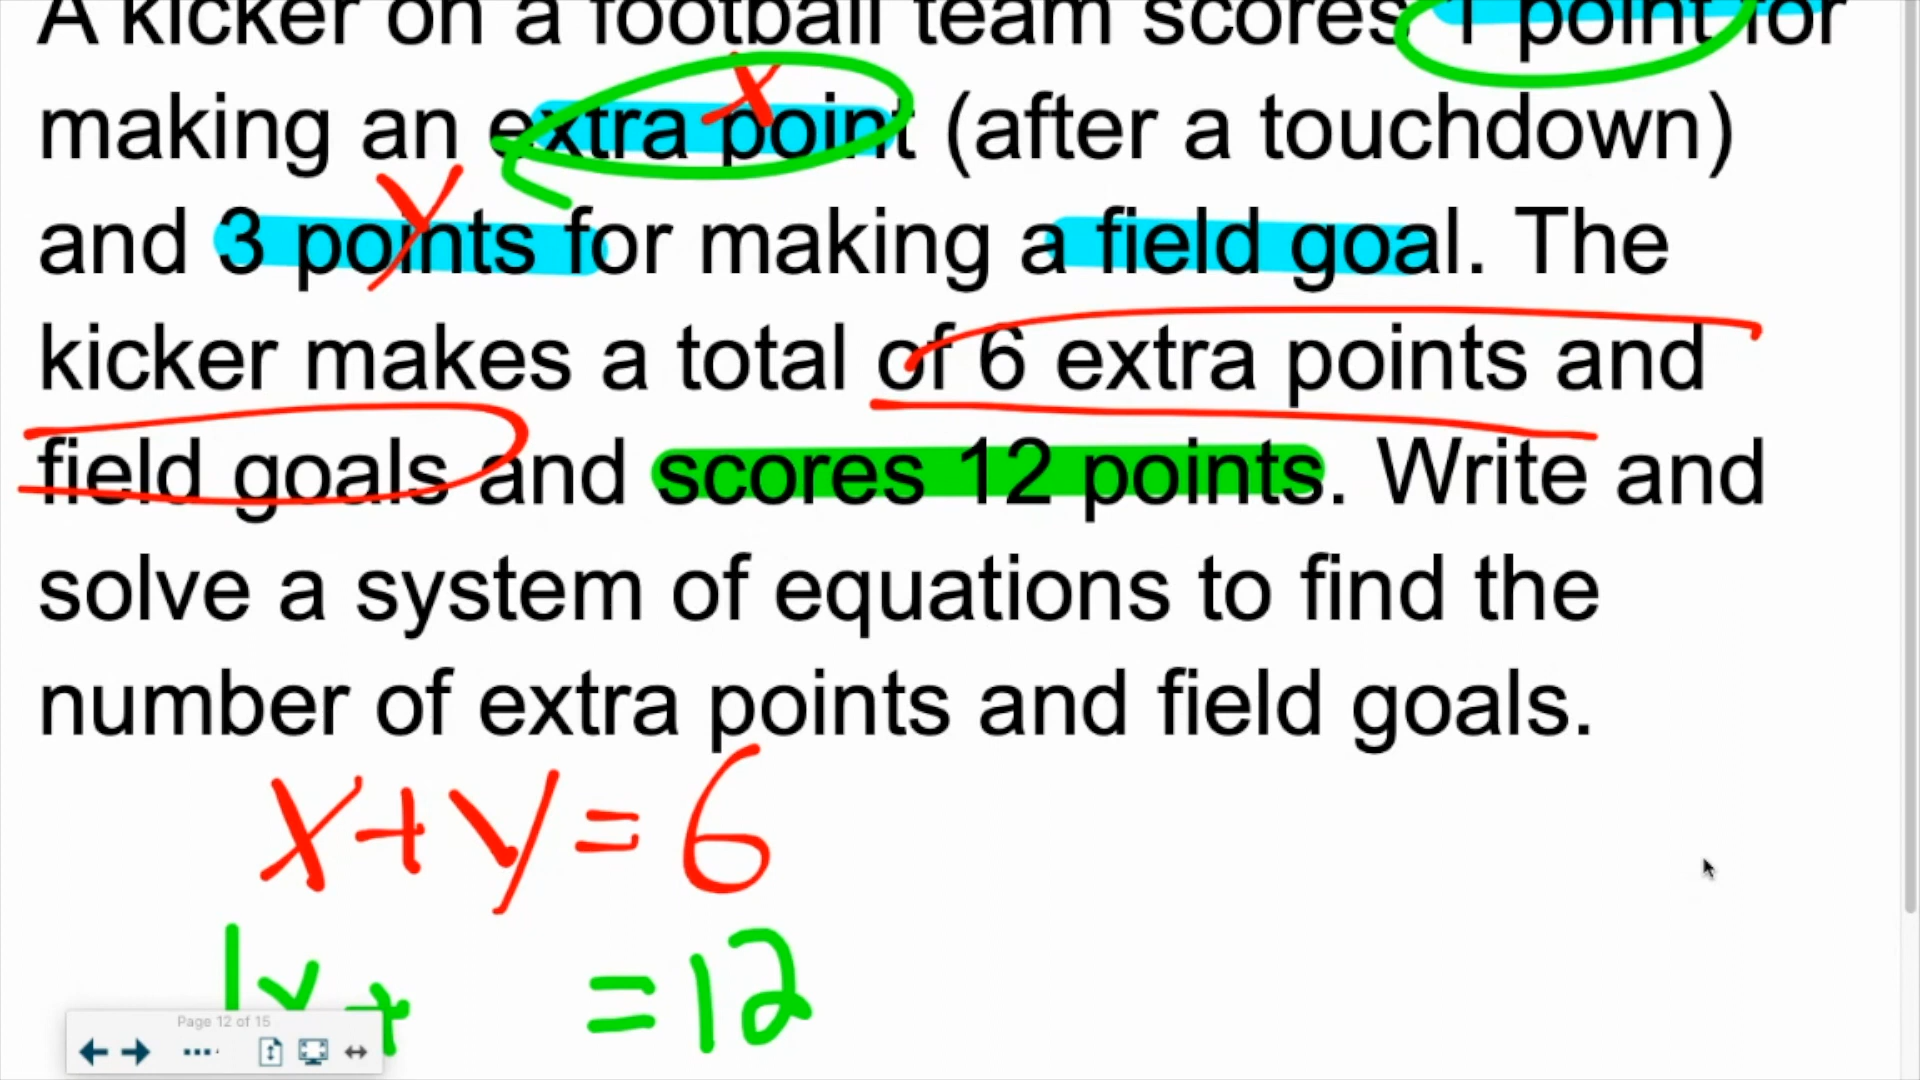 A kicker on a football team scores 1 point for
x
making an extra point (after a touchdown)
y
and 3 points for making a field goal. The
kicker makes a total of 6 extra points and
field goals and scores 12 points. Write and
solve a system of equations to find the
number of extra points and field goals.
x+y=6
1x+ =12
Page 12 of 15